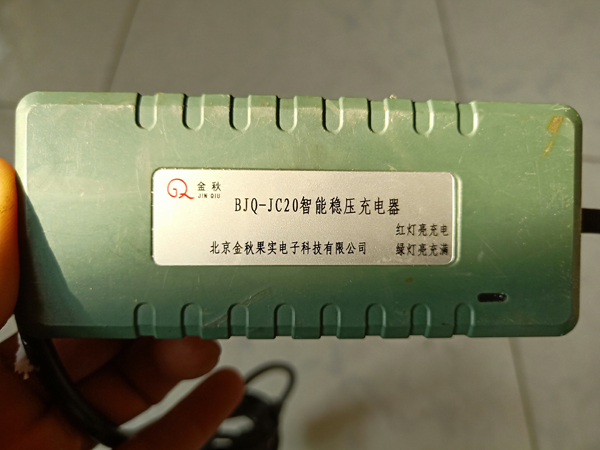 金秋
JIN QIU
BJQ-JC20智能稳压充电器
红灯亮充电
北京金秋果实电子科技有限公司
绿灯亮充满